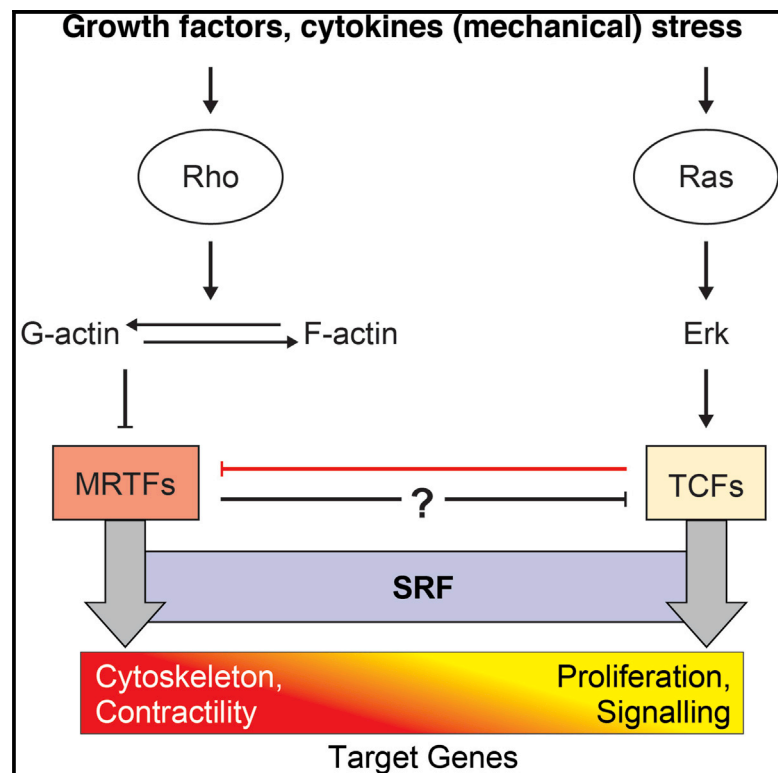 Growth factors, cytokines (mechanical) stress
Rho
Ras
G-actin
F-actin
Erk
MRTFs
?
TCFs
SRF
Cytoskeleton,
Contractility
Proliferation,
Signalling
Target Genes